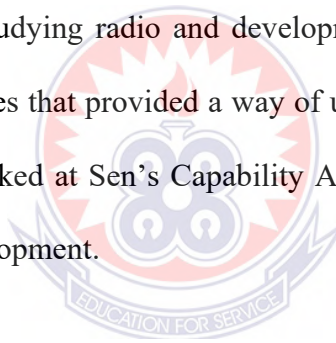 udying radio and developm
es that provided a way of u
ked at Sen’s Capability A
opment.
EDUCATION FOR SERVICE